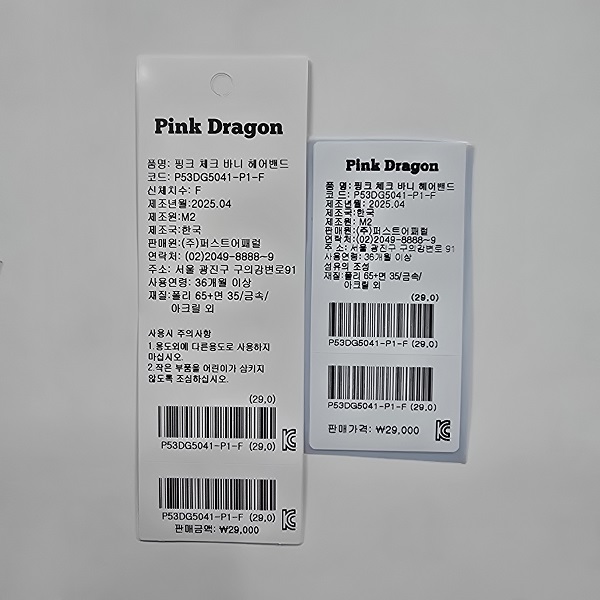 Pink Dragon
품명: 핑크 체크 바니 헤어밴드
코드: P53DG5041-P1-F
신체치수: F
제조년월:2025.04
제조원:M2
제조국:한국
판매원:(주)퍼스트어패럴
연락처:(02)2049-8888~9
주소: 서울 광진구 구의강변로91
사용연령: 36개월 이상
재질:폴리 65+면 35/금속/
아크릴 외
사용시 주의사항
1.용도외에 다른용도로 사용하지
마십시오.
2.작은 부품을 어린이가 삼키지
않도록 조심하십시오.
(29.0)
P53DG5041-P1-F (29.0)
P53DG5041-P1-F (29.0)
판매금액: ₩29,000
Pink Dragon
품 명: 핑크 체크 바니 헤어밴드
코드: P53DG5041-P1-F
제조년월:2025.04
제조국:한국
제조원: M2
판매원:(주)퍼스트어패럴
연락처:(02)2049-8888~9
주소: 서울 광진구 구의강변로 91
사용연령: 36개월 이상
섬유의 조성
재질:폴리 65+면 35/금속/
아크릴 외
(29.0)
P53DG5041-P1-F (29.0)
P53DG5041-P1-F (29.0)
판매가격: ₩29,000